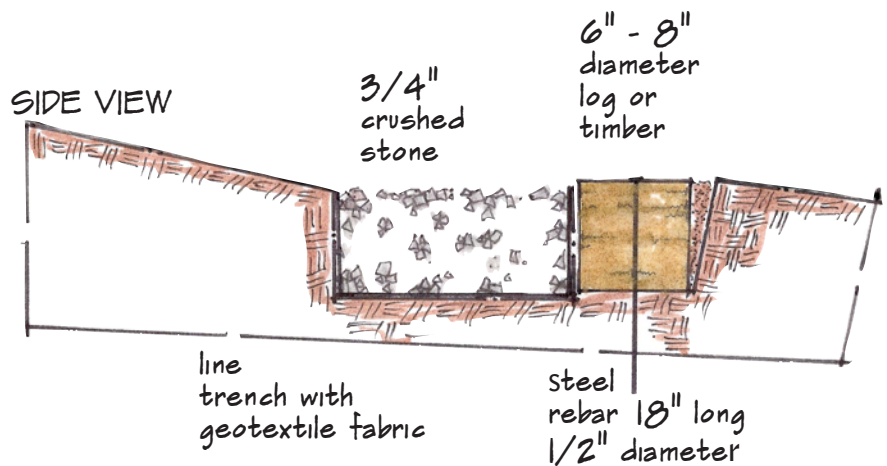 SIDE VIEW
3/4"
crushed
stone
6" - 8"
diameter
log or
timber
line
trench with
geotextile fabric
steel
rebar 18" long
1/2" diameter